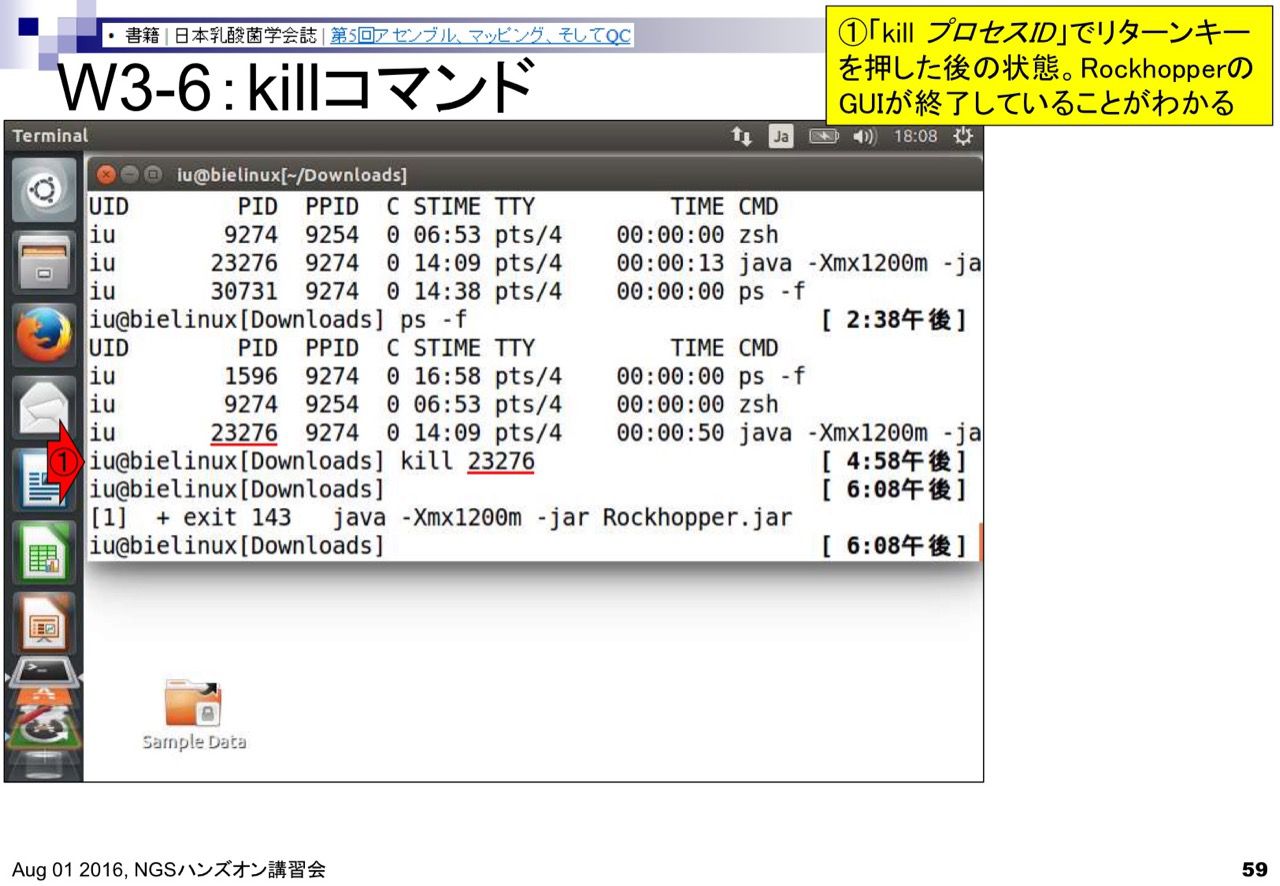 • 書籍 | 日本乳酸菌学会誌 | 第5回アセンブル、マッピング、そしてQC
W3-6：killコマンド
①「kill プロセスID」でリターンキー
を押した後の状態。Rockhopperの
GUIが終了していることがわかる
Terminal
Ja
18:08
iu@bielinux[~/Downloads]
UID PID PPID C STIME TTY TIME CMD
iu 9274 9254 0 06:53 pts/4 00:00:00 zsh
iu 23276 9274 0 14:09 pts/4 00:00:13 java -Xmx1200m -ja
iu 30731 9274 0 14:38 pts/4 00:00:00 ps -f
iu@bielinux[Downloads] ps -f [ 2:38午後]
UID PID PPID C STIME TTY TIME CMD
iu 1596 9274 0 16:58 pts/4 00:00:00 ps -f
iu 9274 9254 0 06:53 pts/4 00:00:00 zsh
iu 23276 9274 0 14:09 pts/4 00:00:50 java -Xmx1200m -ja
①
iu@bielinux[Downloads] kill 23276 [ 4:58午後]
iu@bielinux[Downloads] [ 6:08午後]
[1] + exit 143 java -Xmx1200m -jar Rockhopper.jar
iu@bielinux[Downloads] [ 6:08午後]
Sample Data
Aug 01 2016, NGSハンズオン講習会
59